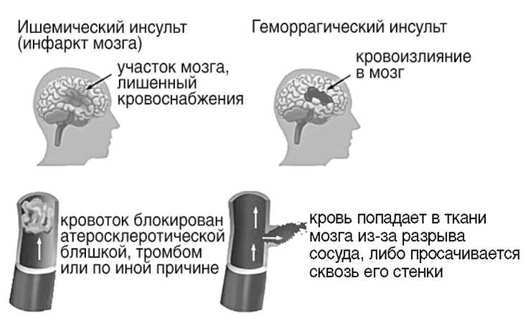 Ишемический инсульт
(инфаркт мозга)
участок мозга,
лишенный
кровоснабжения
Геморрагический инсульт
кровоизлияние
в мозг
кровоток блокирован
атеросклеротической
бляшкой, тромбом
или по иной причине
кровь попадает в ткани
мозга из-за разрыва
сосуда, либо просачивается
сквозь его стенки